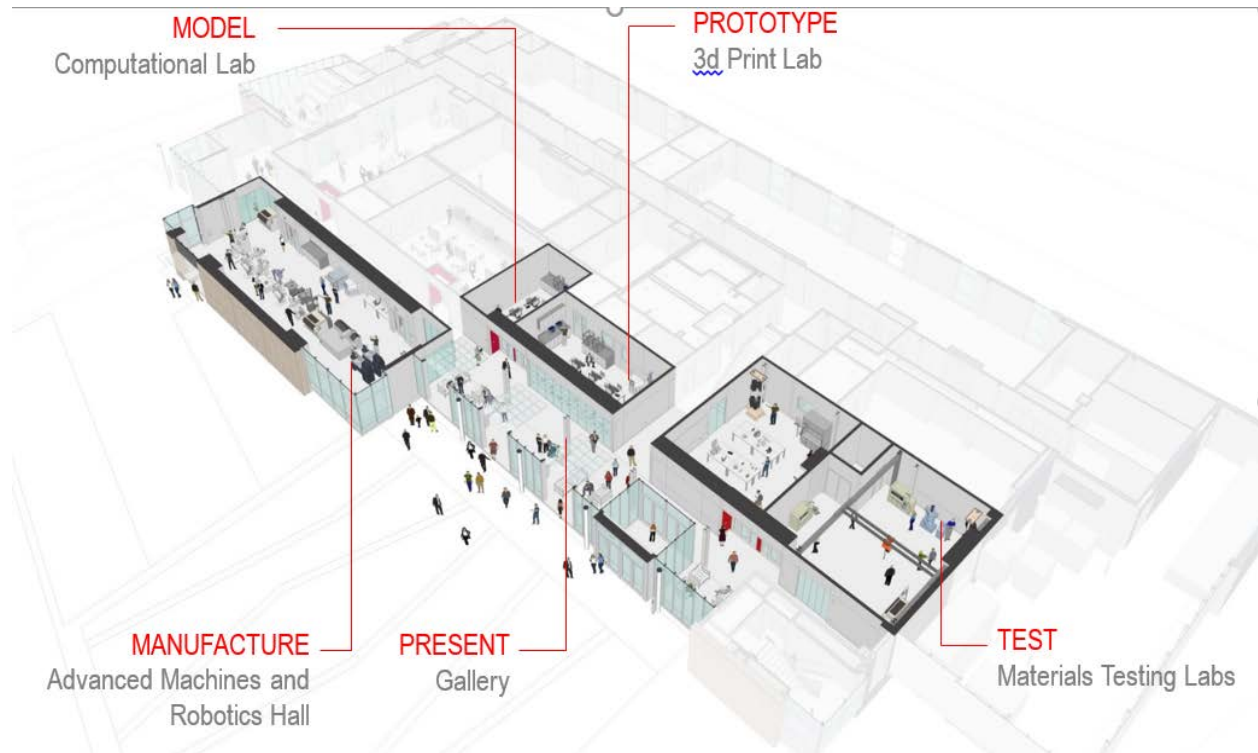 MODEL
Computational Lab
PROTOTYPE
3d Print Lab
MANUFACTURE
Advanced Machines and
Robotics Hall
PRESENT
Gallery
TEST
Materials Testing Labs